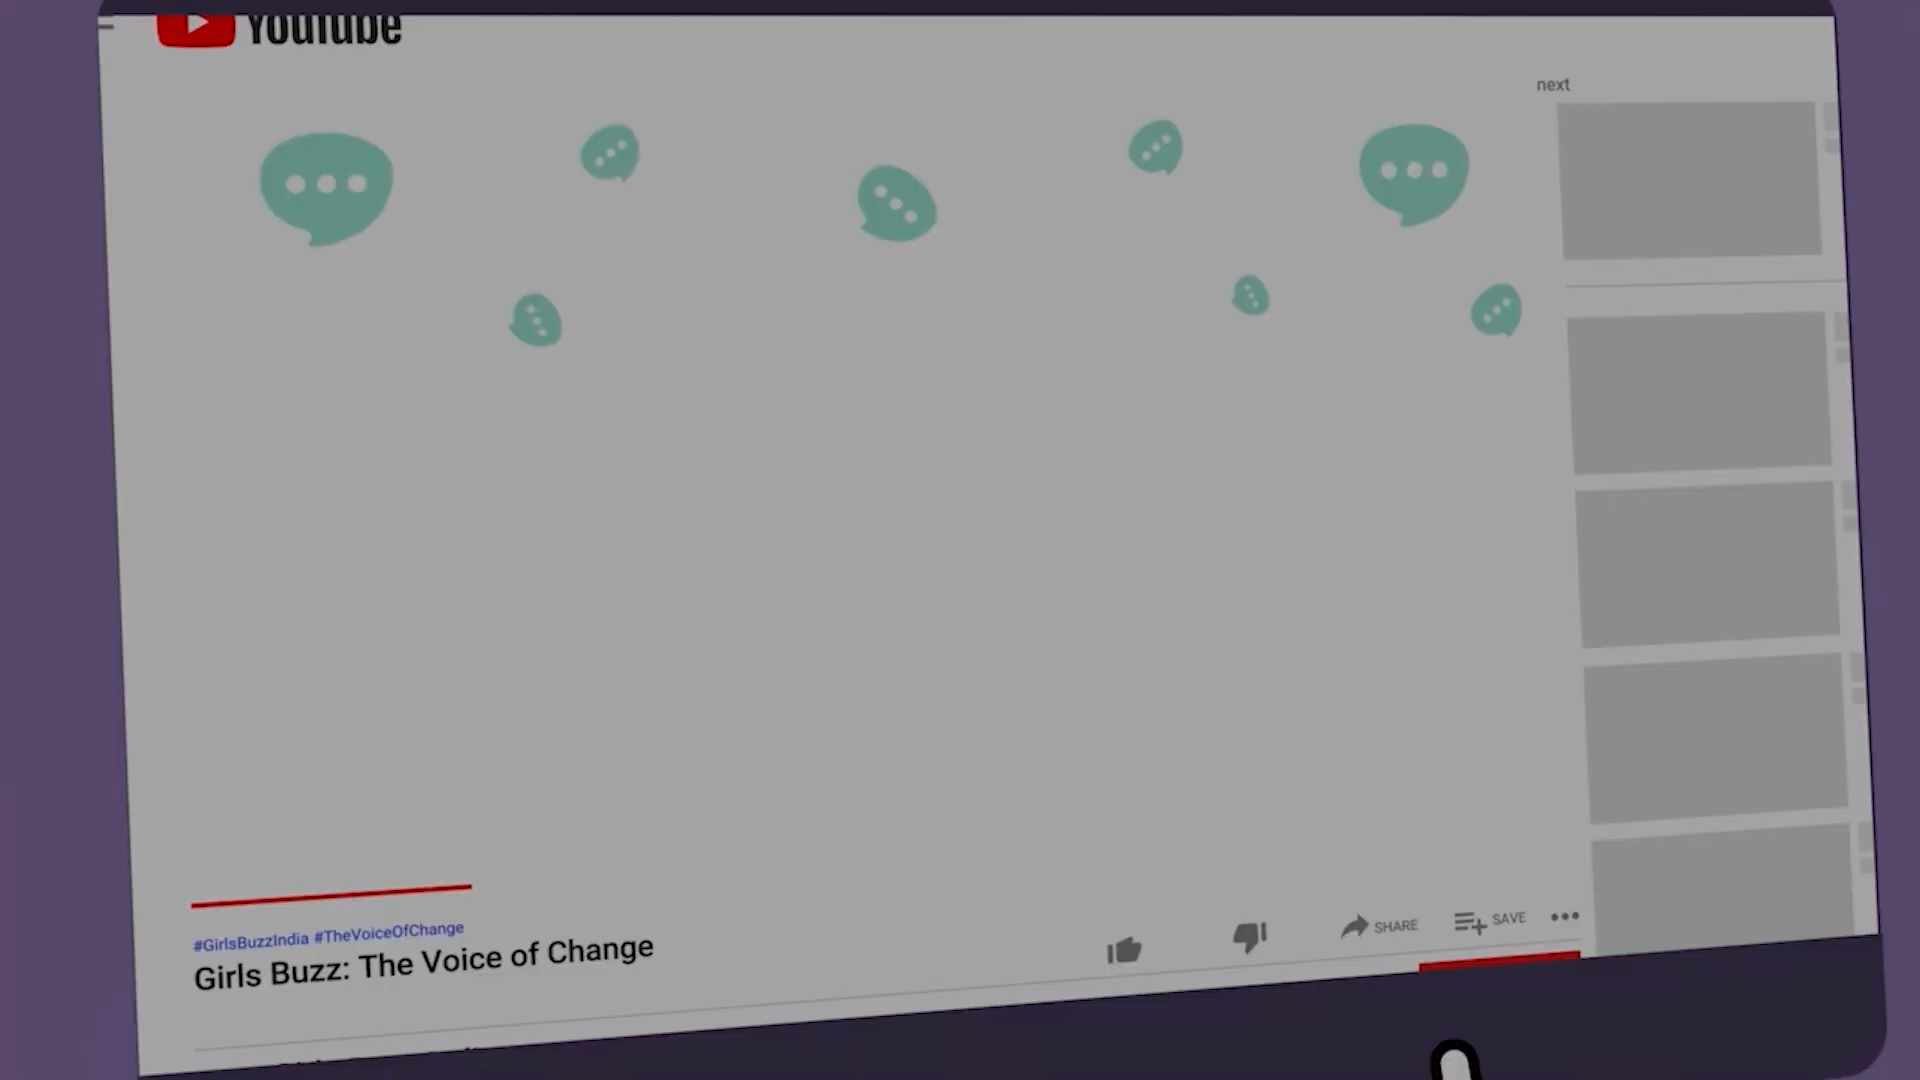 YouTube
next
#GirlsBuzzIndia #TheVoiceOfChange
Girls Buzz: The Voice of Change
SHARE
SAVE